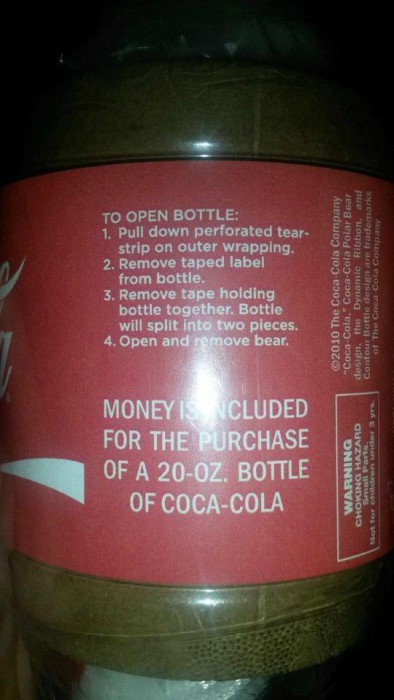 TO OPEN BOTTLE:
1. Pull down perforated tear-
strip on outer wrapping.
2. Remove taped label
from bottle.
3. Remove tape holding
bottle together. Bottle
will split into two pieces.
4. Open and remove bear.
MONEY IS INCLUDED
FOR THE PURCHASE
OF A 20-OZ. BOTTLE
OF COCA-COLA
©2010 The Coca-Cola Company
"Coca-Cola," Coca-Cola Polar Bear
design, the Dynamic Ribbon, and
Contour Bottle design are trademarks
of The Coca-Cola Company
WARNING
CHOKING HAZARD
Small Parts.
Not for children under 3 yrs.